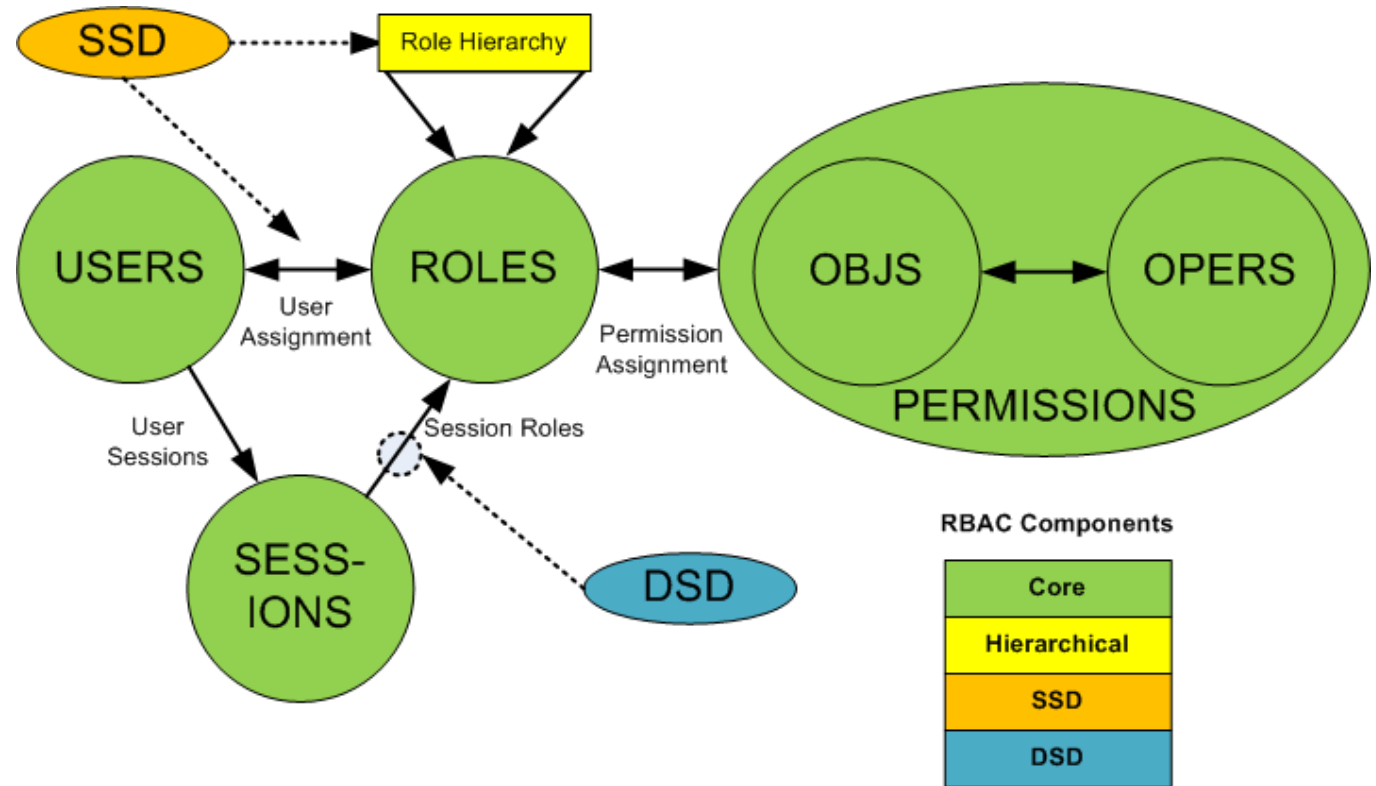 SSD
Role Hierarchy
USERS
User
Assignment
ROLES
Permission
Assignment
OBJS
OPERS
PERMISSIONS
User
Sessions
Session Roles
SESS-
IONS
DSD
RBAC Components
Core
Hierarchical
SSD
DSD